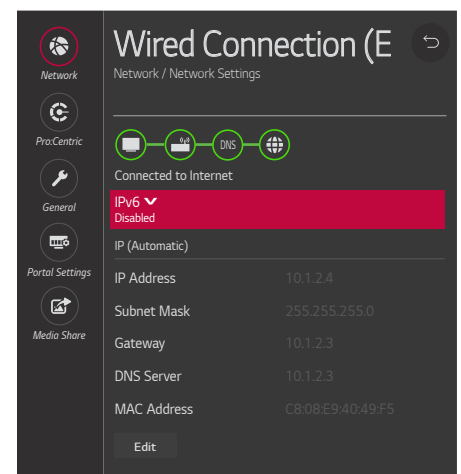 Wired Connection (E
Network / Network Settings
Network
Pro:Centric
General
Portal Settings
Media Share
DNS
Connected to Internet
IPv6
Disabled
IP (Automatic)
IP Address 10.1.2.4
Subnet Mask 255.255.255.0
Gateway 10.1.2.3
DNS Server 10.1.2.3
MAC Address C8:08:E9:40:49:F5
Edit